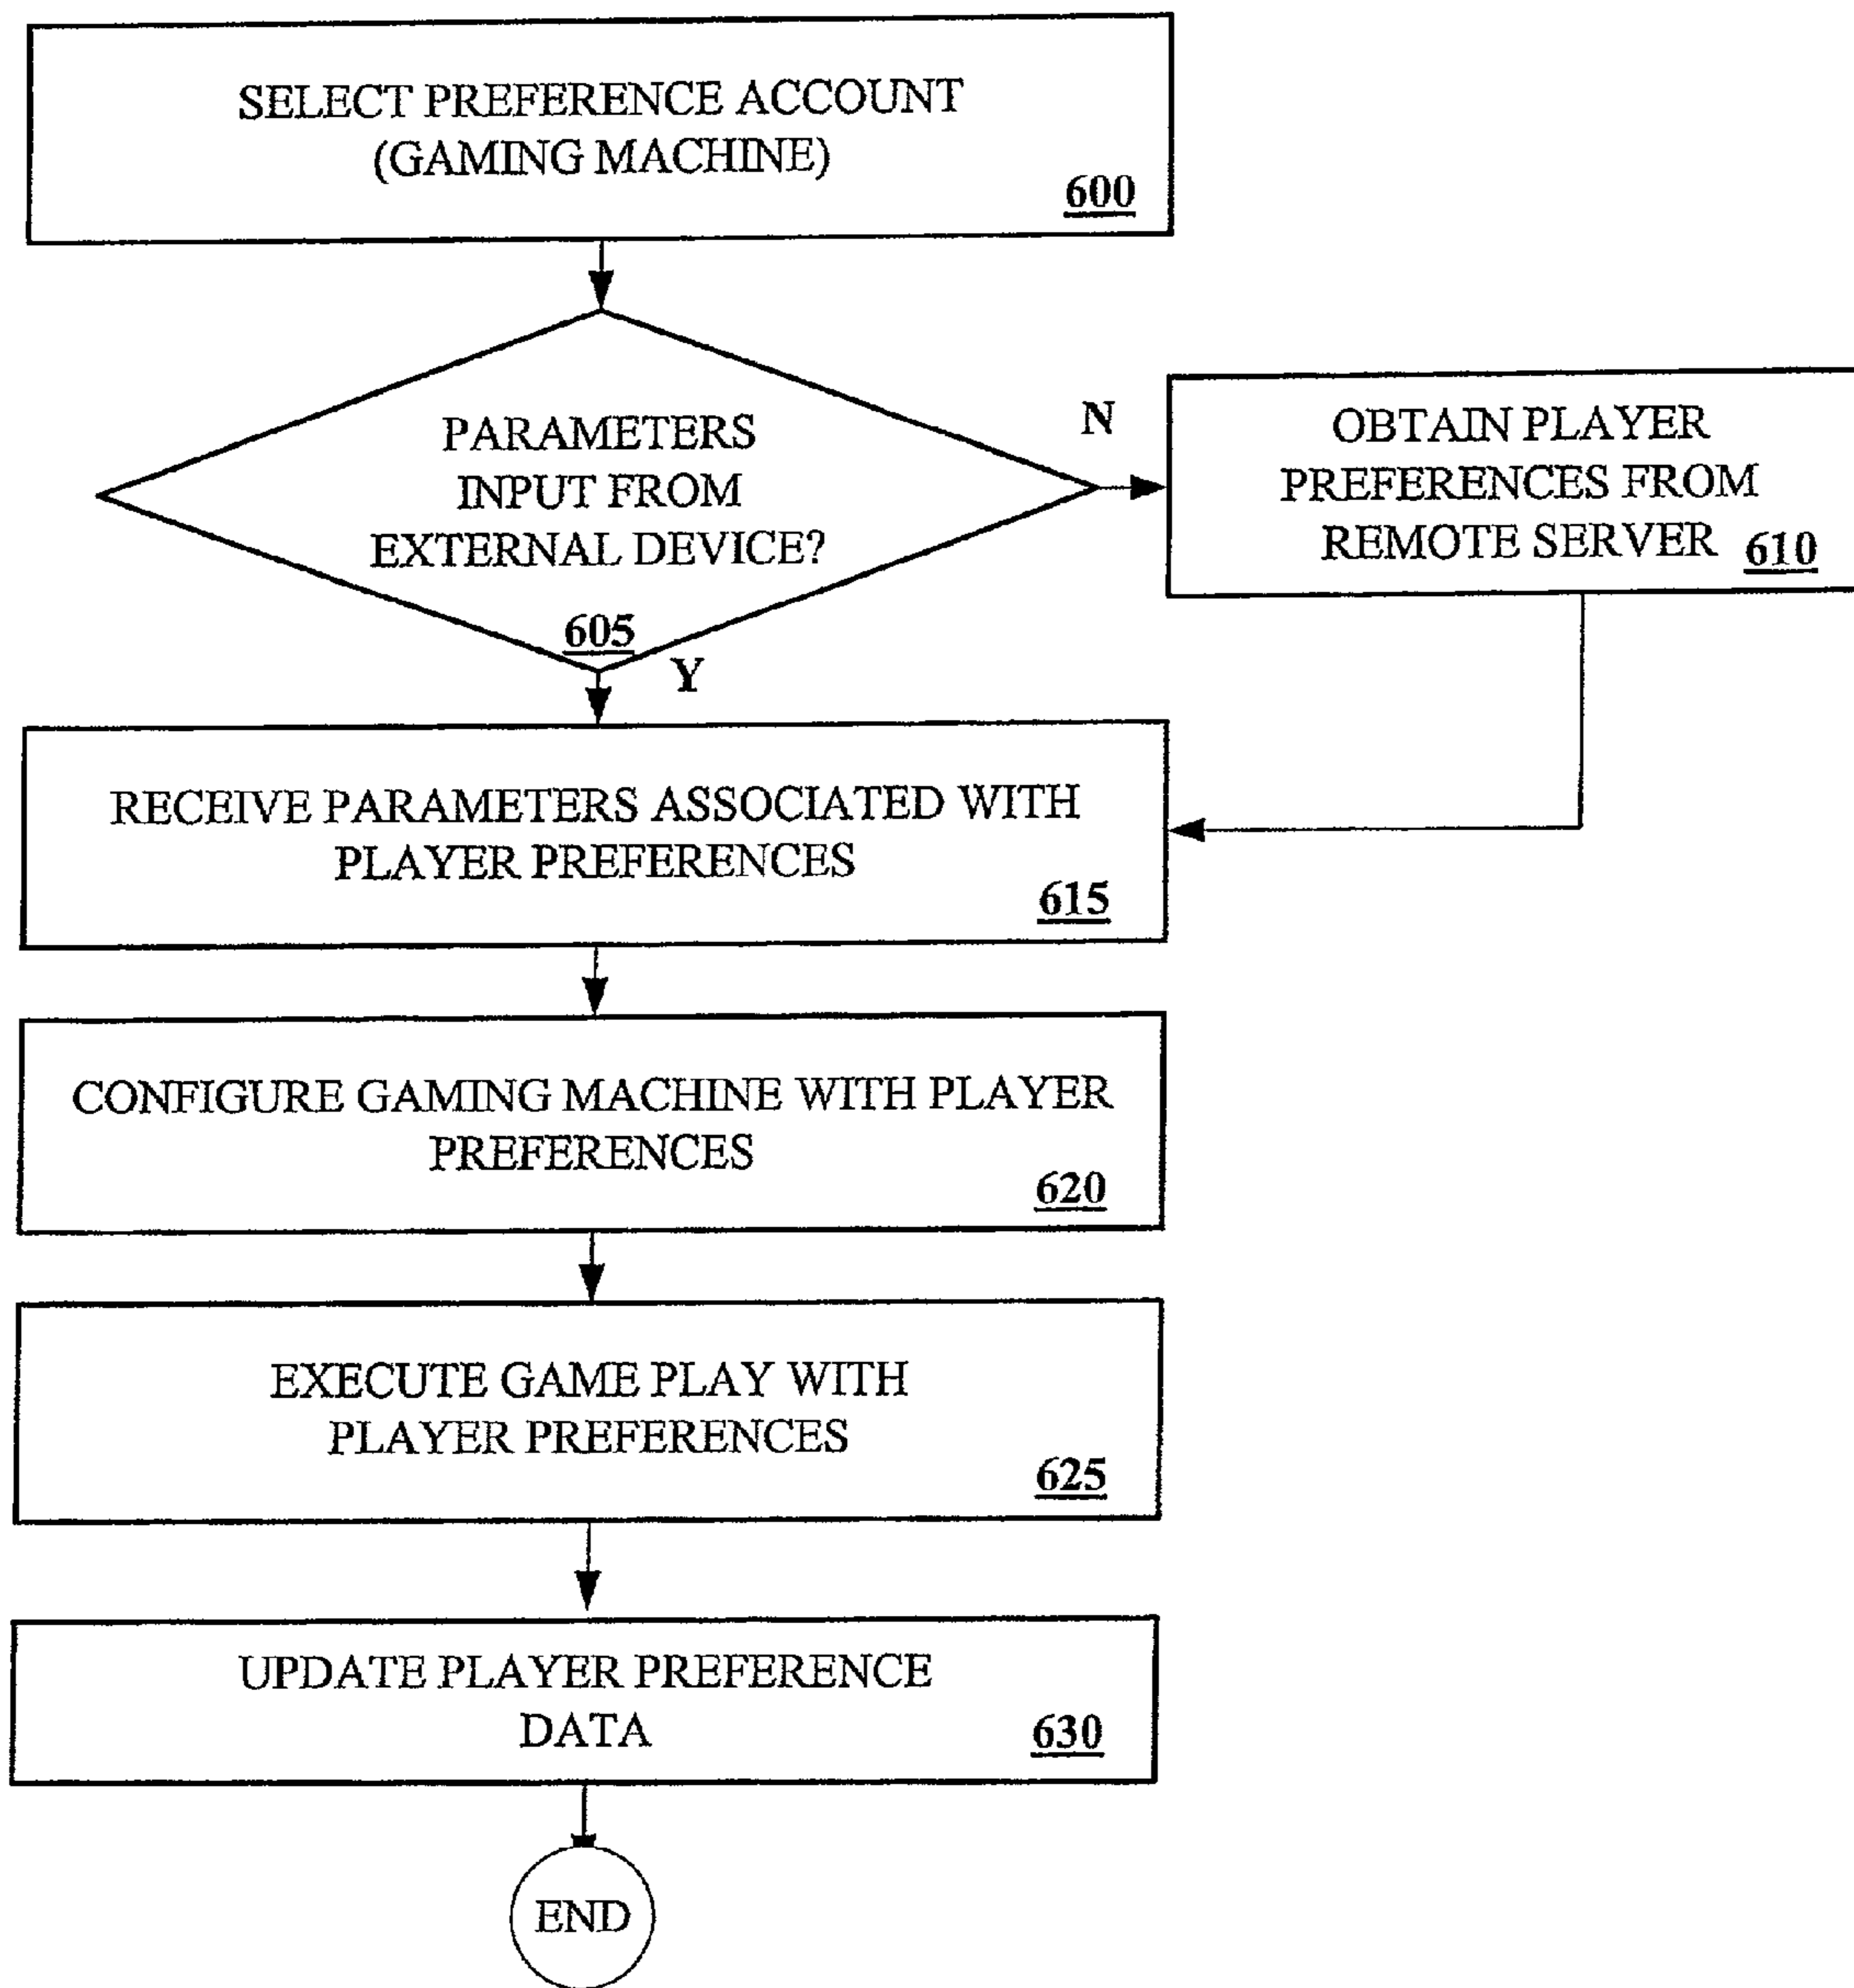 SELECT PREFERENCE ACCOUNT
(GAMING MACHINE)
600
PARAMETERS
INPUT FROM
EXTERNAL DEVICE?
605
N
OBTAIN PLAYER
PREFERENCES FROM
REMOTE SERVER 610
Y
RECEIVE PARAMETERS ASSOCIATED WITH
PLAYER PREFERENCES
615
CONFIGURE GAMING MACHINE WITH PLAYER
PREFERENCES
620
EXECUTE GAME PLAY WITH
PLAYER PREFERENCES
625
UPDATE PLAYER PREFERENCE
DATA
630
END